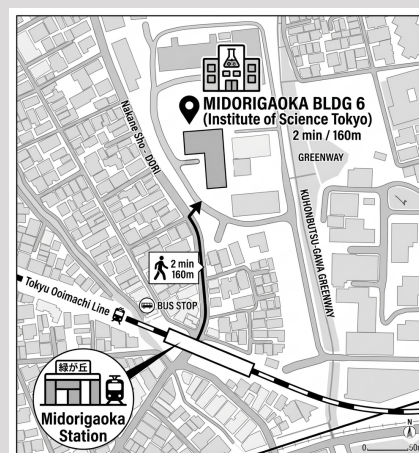 MIDORIGAOKA BLDG 6
(Institute of Science Tokyo)
2 min / 160m
GREENWAY
Nakane Sho - DORI
KUHONBUTSU-GAWA GREENWAY
2 min
160m
BUS STOP
Tokyu Ooimachi Line
緑が丘
Midorigaoka
Station
N
0